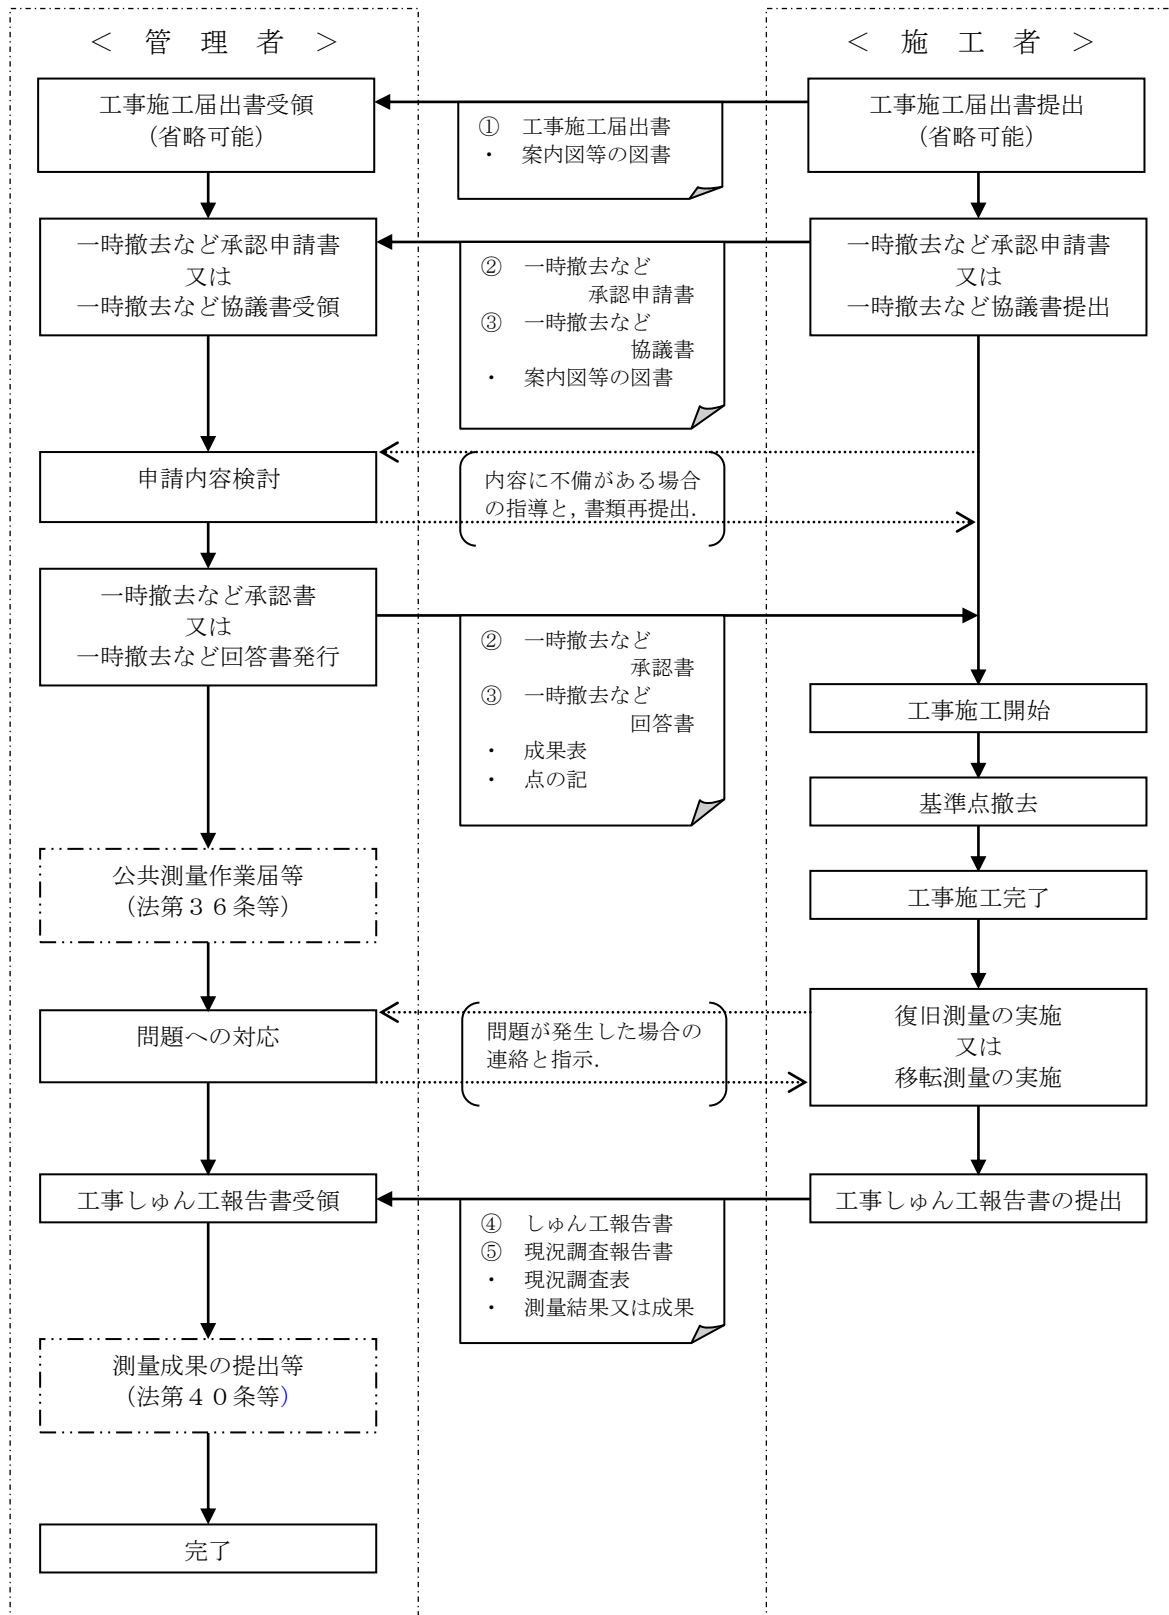 ＜ 管 理 者 ＞
＜ 施 工 者 ＞
工事施工届出書受領
（省略可能）
① 工事施工届出書
・ 案内図等の図書
工事施工届出書提出
（省略可能）
一時撤去など承認申請書
又は
一時撤去など協議書受領
② 一時撤去など
承認申請書
③ 一時撤去など
協議書
・ 案内図等の図書
一時撤去など承認申請書
又は
一時撤去など協議書提出
申請内容検討
内容に不備がある場合
の指導と，書類再提出．
一時撤去など承認書
又は
一時撤去など回答書発行
② 一時撤去など
承認書
③ 一時撤去など
回答書
・ 成果表
・ 点の記
工事施工開始
基準点撤去
公共測量作業届等
（法第３６条等）
工事施工完了
問題への対応
問題が発生した場合の
連絡と指示．
復旧測量の実施
又は
移転測量の実施
工事しゅん工報告書受領
④ しゅん工報告書
⑤ 現況調査報告書
・ 現況調査表
・ 測量結果又は成果
工事しゅん工報告書の提出
測量成果の提出等
（法第４０条等）
完了